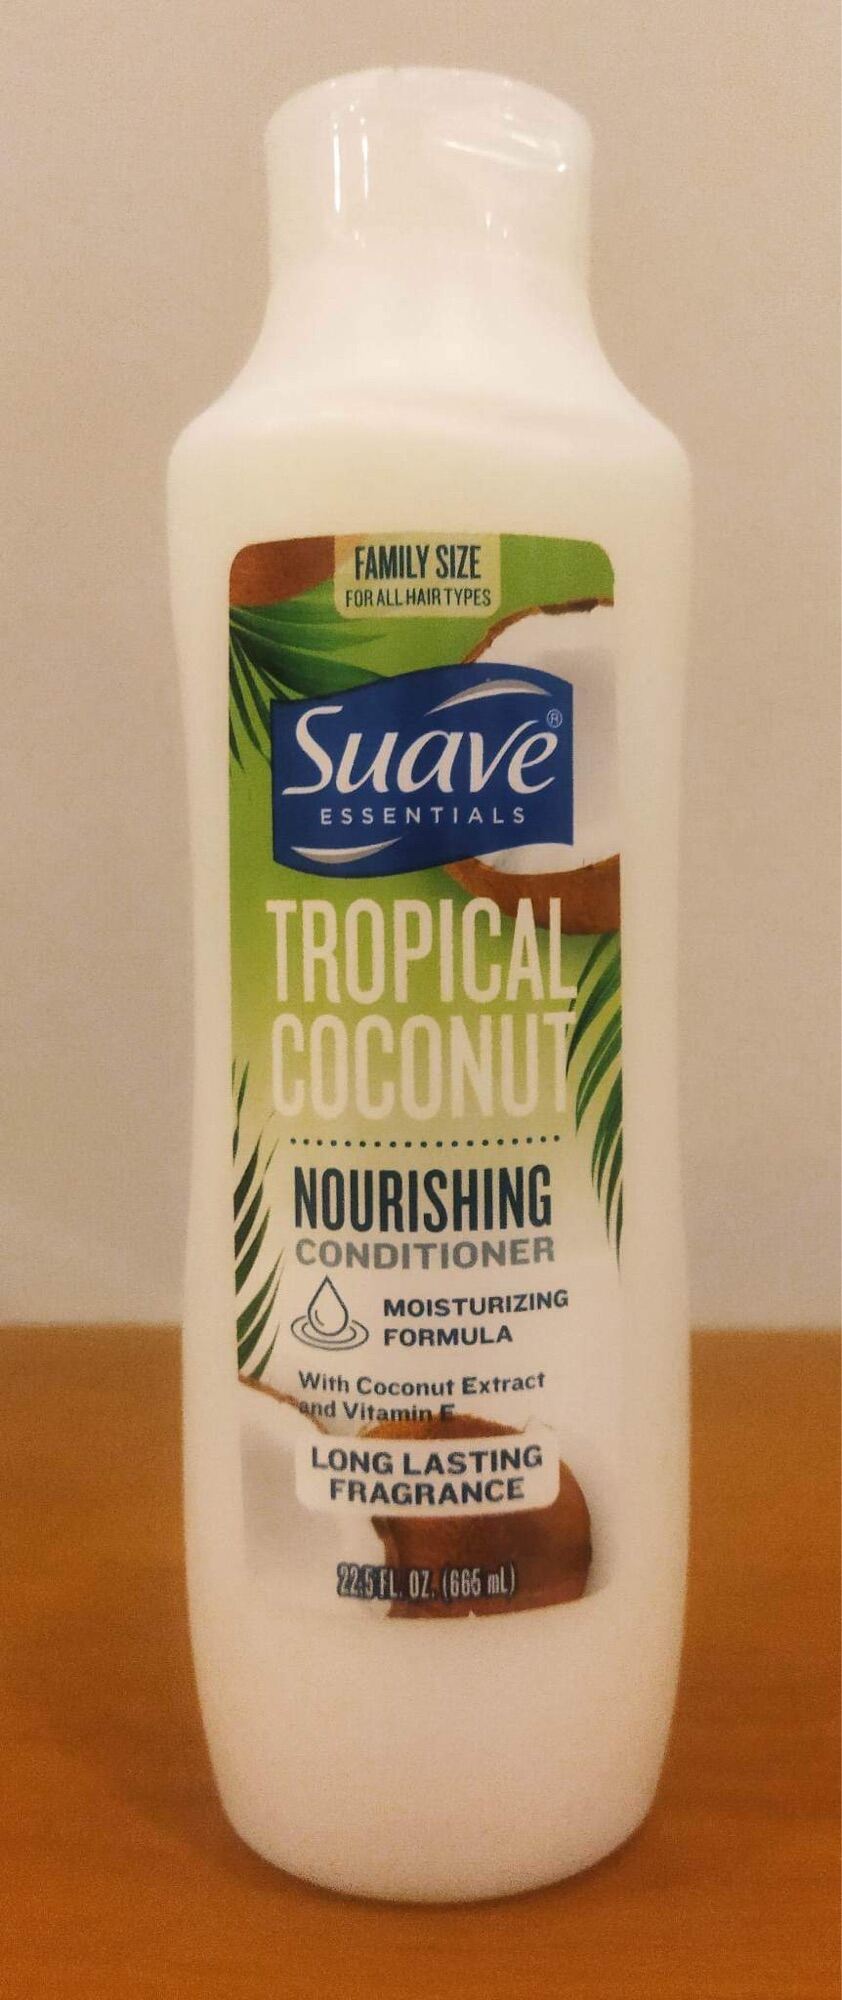 FAMILY SIZE
FOR ALL HAIR TYPES
Suave®
ESSENTIALS
TROPICAL
COCONUT
NOURISHING
CONDITIONER
MOISTURIZING
FORMULA
With Coconut Extract
and Vitamin E
LONG LASTING
FRAGRANCE
22.5 FL. OZ. (665 mL)